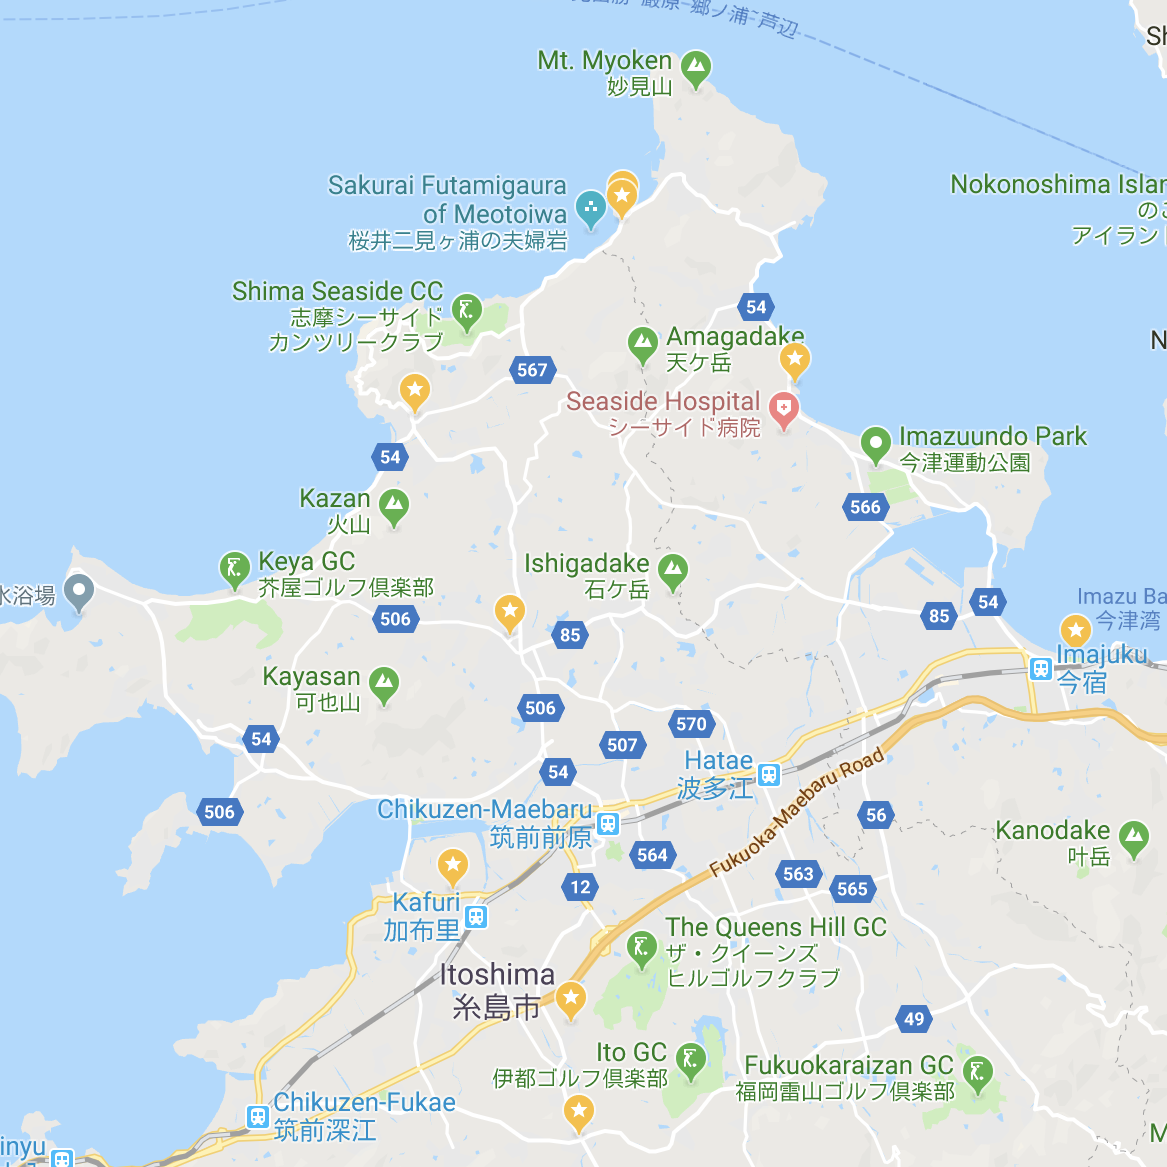 芦辺
Mt. Myoken
妙見山
Sakurai Futamigaura
of Meotoiwa
桜井二見ヶ浦の夫婦岩
Nokonoshima Islan
のこ
アイラン
Shima Seaside CC
志摩シーサイド
カンツリークラブ
54
Amagadake
天ケ岳
567
Seaside Hospital
シーサイド病院
Imazuundo Park
今津運動公園
54
Kazan
火山
566
Keya GC
芥屋ゴルフ倶楽部
Ishigadake
石ケ岳
水浴場
506
85
85
54
Imazu Ba
今津湾
Imajuku
今宿
Kayasan
可也山
506
570
54
507
54
Hatae
波多江
Fukuoka-Maebaru Road
506
Chikuzen-Maebaru
筑前前原
56
Kanodake
叶岳
564
563
565
12
Kafuri
加布里
The Queens Hill GC
ザ・クイーンズ
ヒルゴルフクラブ
Itoshima
糸島市
49
Ito GC
伊都ゴルフ倶楽部
Fukuokaraizan GC
福岡雷山ゴルフ倶楽部
Chikuzen-Fukae
筑前深江
inyu